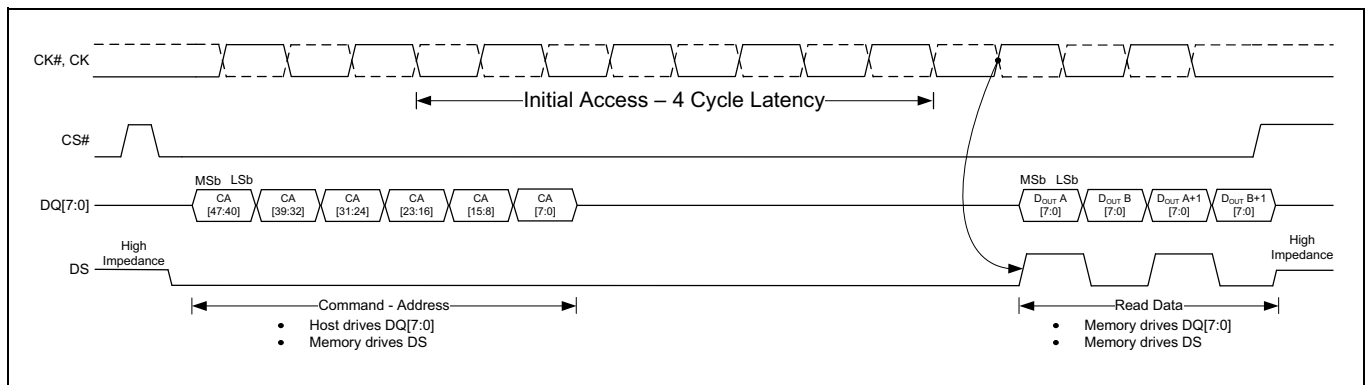 CK#, CK
Initial Access – 4 Cycle Latency
CS#
MSb LSb
MSb LSb
DQ[7:0]
CA
[47:40]
CA
[39:32]
CA
[31:24]
CA
[23:16]
CA
[15:8]
CA
[7:0]
DOUT A
[7:0]
DOUT B
[7:0]
DOUT A+1
[7:0]
DOUT B+1
[7:0]
High
Impedance
DS
High
Impedance
Command - Address
• Host drives DQ[7:0]
• Memory drives DS
Read Data
• Memory drives DQ[7:0]
• Memory drives DS